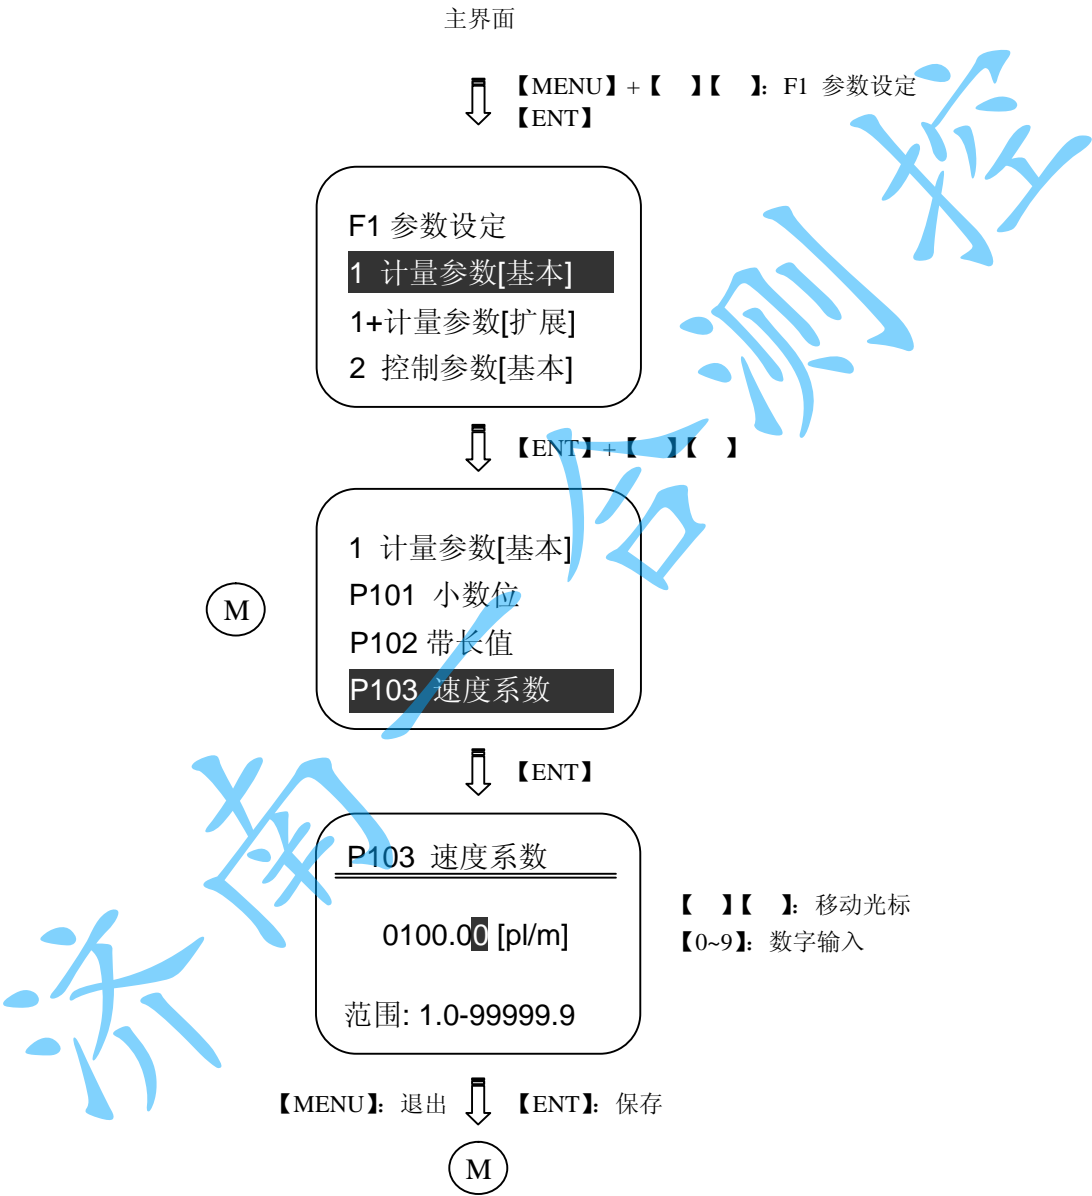 主界面
【MENU】+【 】【 】：F1 参数设定
【ENT】
F1 参数设定
1 计量参数[基本]
1+计量参数[扩展]
2 控制参数[基本]
【ENT】+【 】【 】
1 计量参数[基本]
P101 小数位
P102 带长值
P103 速度系数
M
【ENT】
P103 速度系数
0100.00 [pl/m]
范围: 1.0-99999.9
【 】【 】：移动光标
【0~9】：数字输入
【MENU】：退出
【ENT】：保存
M
济南一合测控